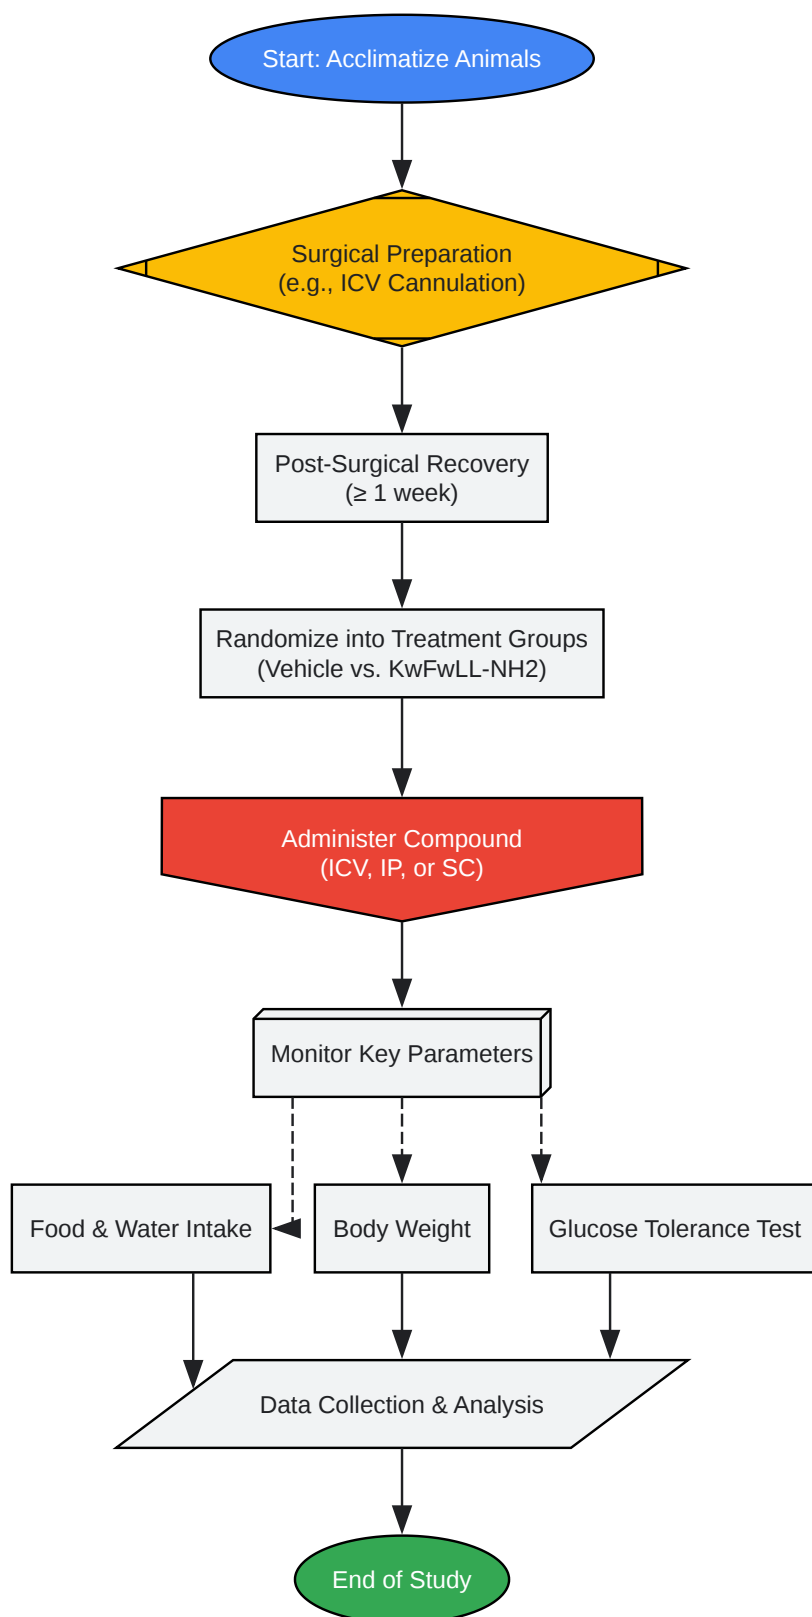 Start: Acclimatize Animals
Surgical Preparation
(e.g., ICV Cannulation)
Post-Surgical Recovery
(≥ 1 week)
Randomize into Treatment Groups
(Vehicle vs. KwFwLL-NH2)
Administer Compound
(ICV, IP, or SC)
Monitor Key Parameters
Food & Water Intake
Body Weight
Glucose Tolerance Test
Data Collection & Analysis
End of Study